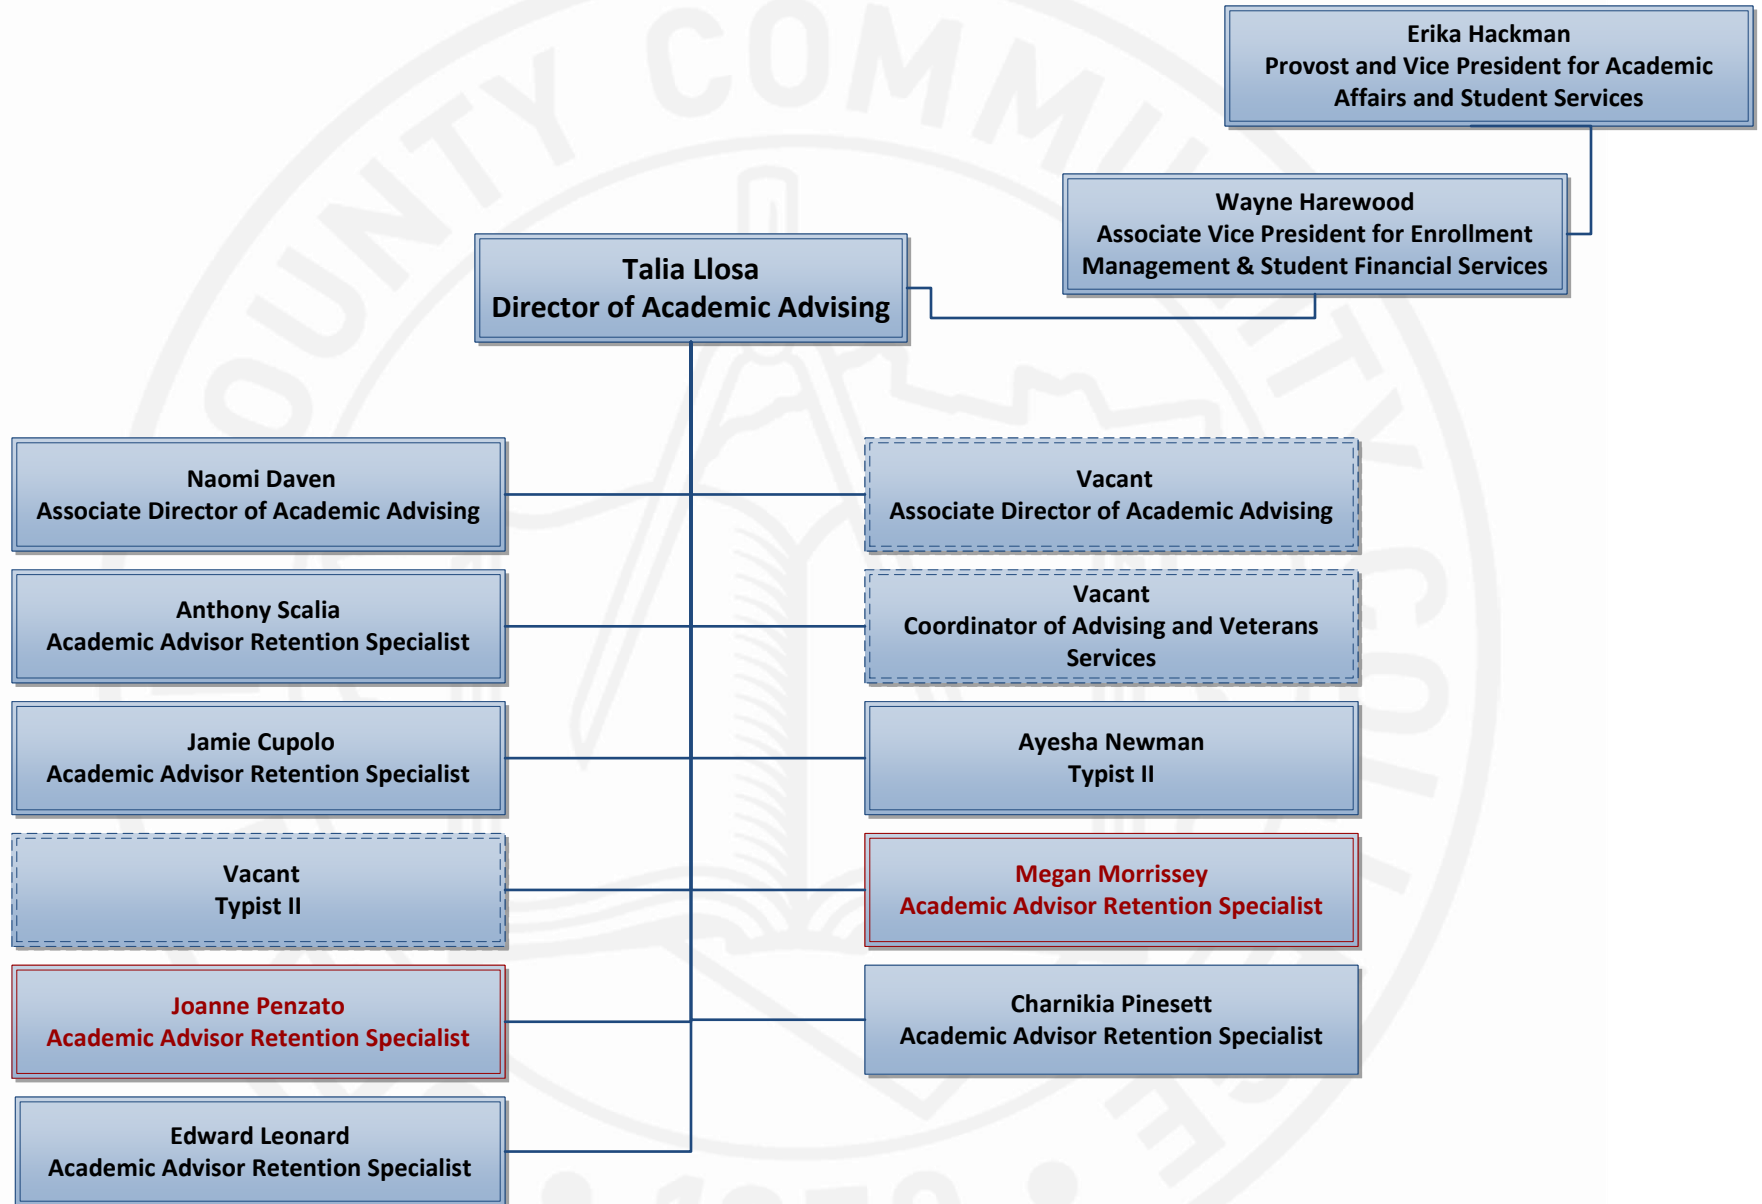 Erika Hackman
Provost and Vice President for Academic
Affairs and Student Services
Wayne Harewood
Associate Vice President for Enrollment
Management & Student Financial Services
Talia Llosa
Director of Academic Advising
Naomi Daven
Associate Director of Academic Advising
Vacant
Associate Director of Academic Advising
Anthony Scalia
Academic Advisor Retention Specialist
Vacant
Coordinator of Advising and Veterans
Services
Jamie Cupolo
Academic Advisor Retention Specialist
Ayesha Newman
Typist II
Vacant
Typist II
Megan Morrissey
Academic Advisor Retention Specialist
Joanne Penzato
Academic Advisor Retention Specialist
Charnikia Pinesett
Academic Advisor Retention Specialist
Edward Leonard
Academic Advisor Retention Specialist
OUNTY COMMUNITY COLLE